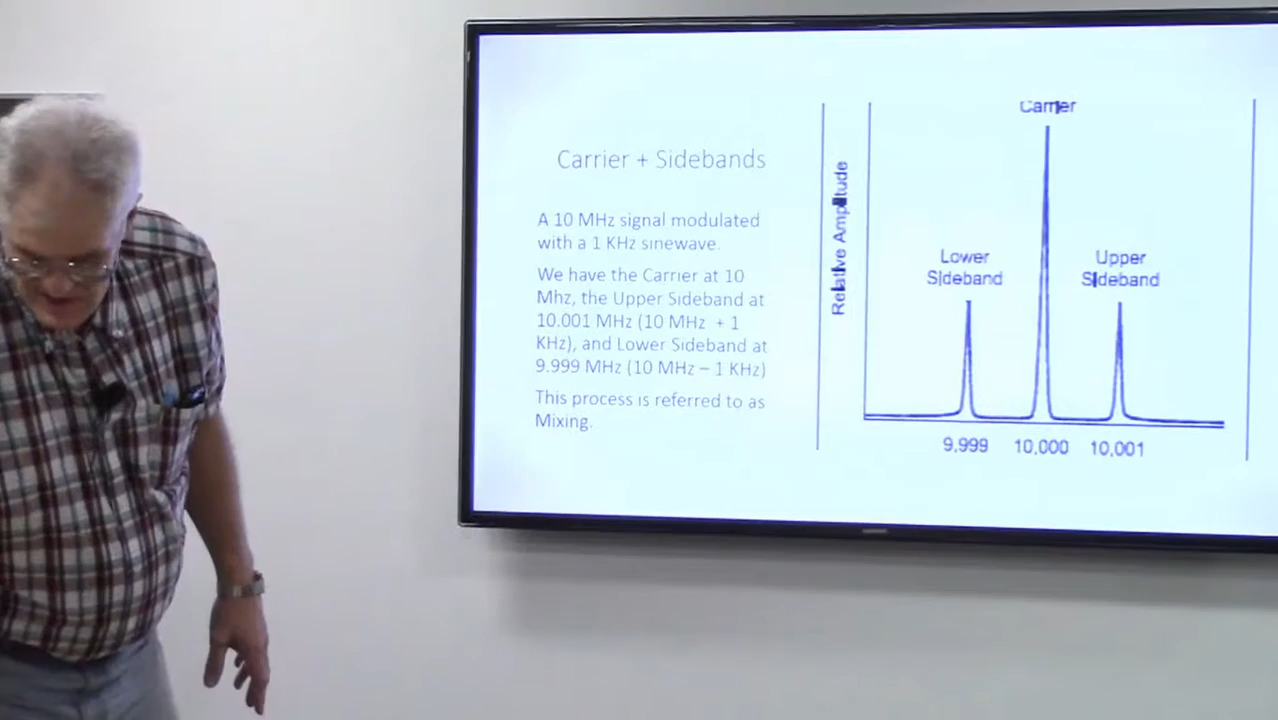 Carrier + Sidebands
A 10 MHz signal modulated
with a 1 KHz sinewave.
We have the Carrier at 10
Mhz, the Upper Sideband at
10.001 MHz (10 MHz + 1
KHz), and Lower Sideband at
9.999 MHz (10 MHz – 1 KHz)
This process is referred to as
Mixing.
Relative Amplitude
Carrier
Lower
Sideband
Upper
Sideband
9,999 10,000 10,001